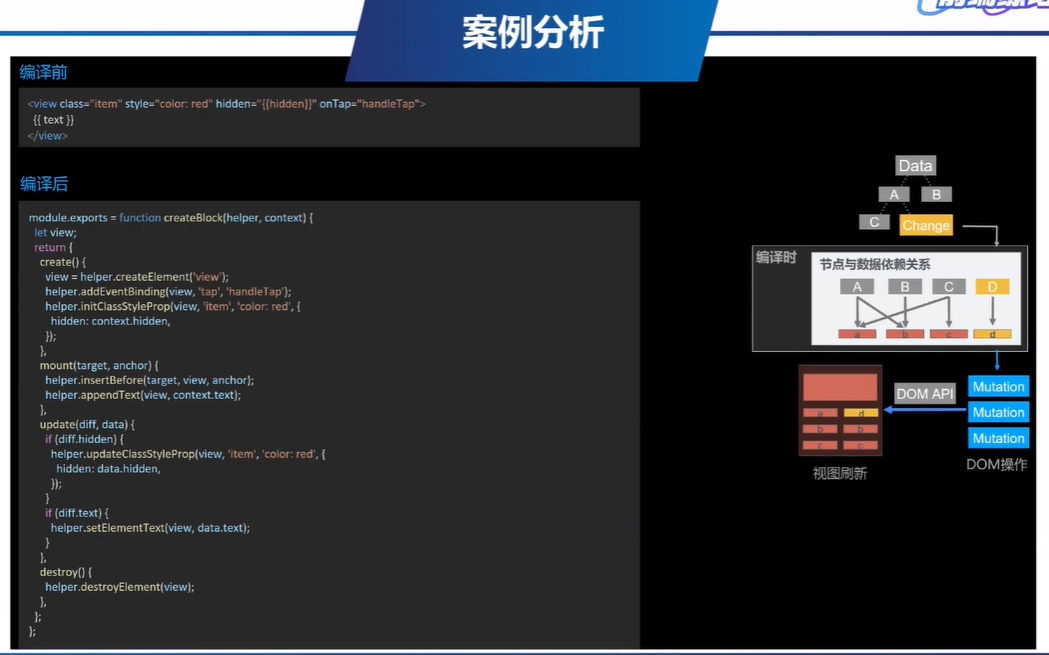 案例分析
编译前
<view class="item" style="color: red" hidden="{{hidden}}" onTap="handleTap">
{{ text }}
</view>
编译后
module.exports = function createBlock(helper, context) {
let view;
return {
create() {
view = helper.createElement('view');
helper.addEventBinding(view, 'tap', 'handleTap');
helper.initClassStyleProp(view, 'item', 'color: red', {
hidden: context.hidden,
});
},
mount(target, anchor) {
helper.insertBefore(target, view, anchor);
helper.appendText(view, context.text);
},
update(diff, data) {
if (diff.hidden) {
helper.updateClassStyleProp(view, 'item', 'color: red', {
hidden: data.hidden,
});
}
if (diff.text) {
helper.setElementText(view, data.text);
}
},
destroy() {
helper.destroyElement(view);
},
};
};
Data
A B
C Change
编译时
节点与数据依赖关系
A B C D
a b c d
Mutation
DOM API
Mutation
Mutation
a d
b b
c c
DOM操作
视图刷新